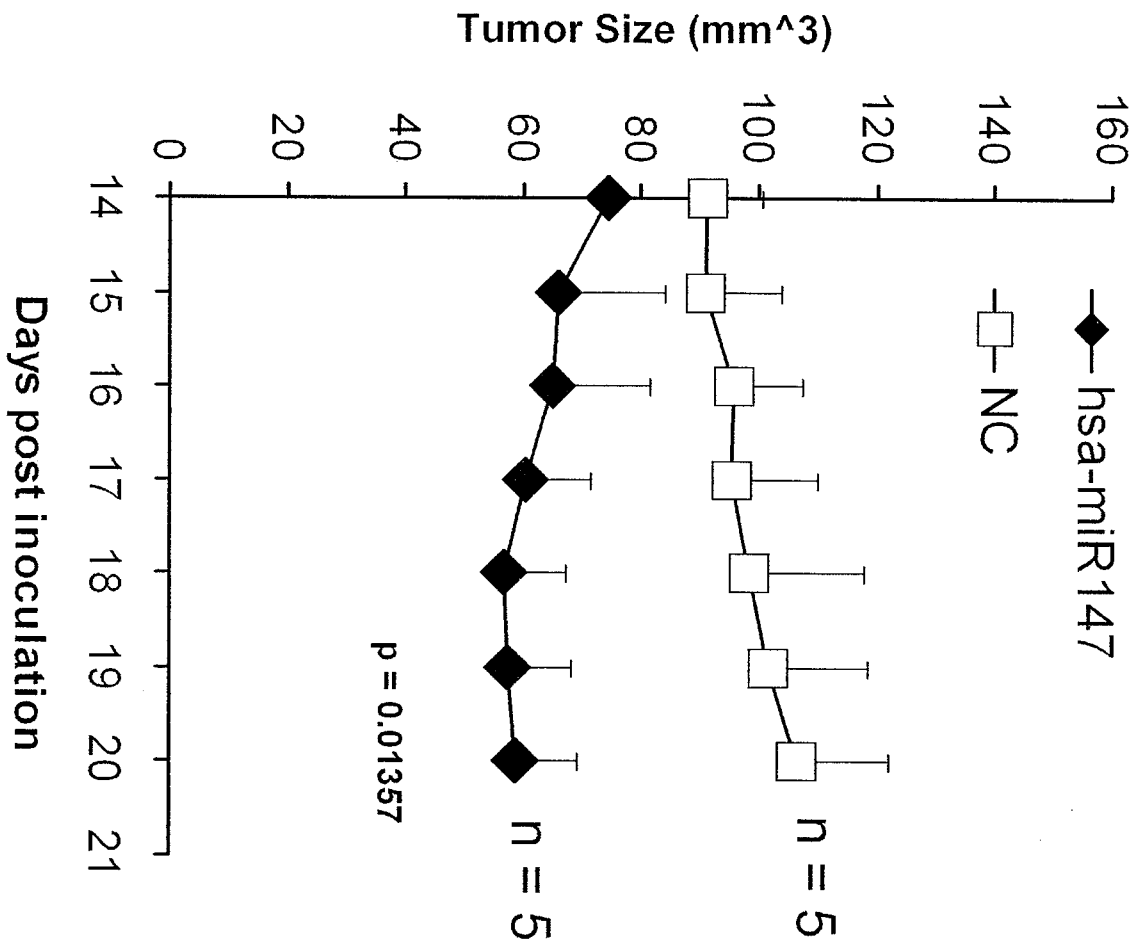 hsa-miR147
NC
Tumor Size (mm^3)
160
140
120
100
80
60
40
20
0
14
15
16
17
18
19
20
21
Days post inoculation
n = 5
n = 5
p = 0.01357